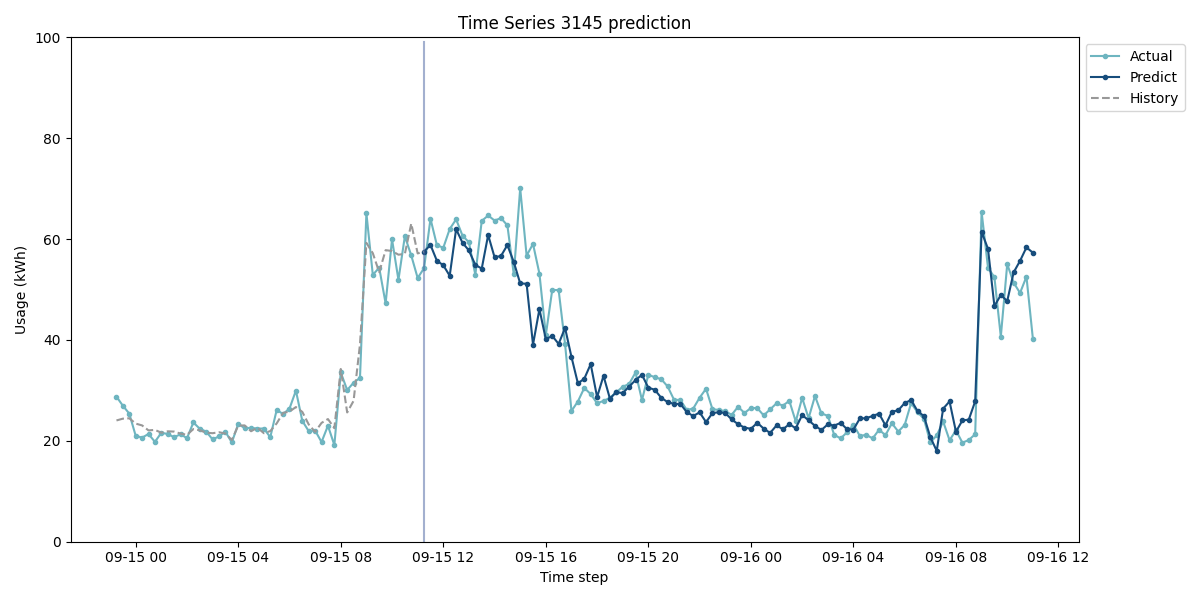 Time Series 3145 prediction
100
80
60
40
20
0
Usage (kWh)
09-15 00
09-15 04
09-15 08
09-15 12
09-15 16
09-15 20
09-16 00
09-16 04
09-16 08
09-16 12
Time step
Actual
Predict
History